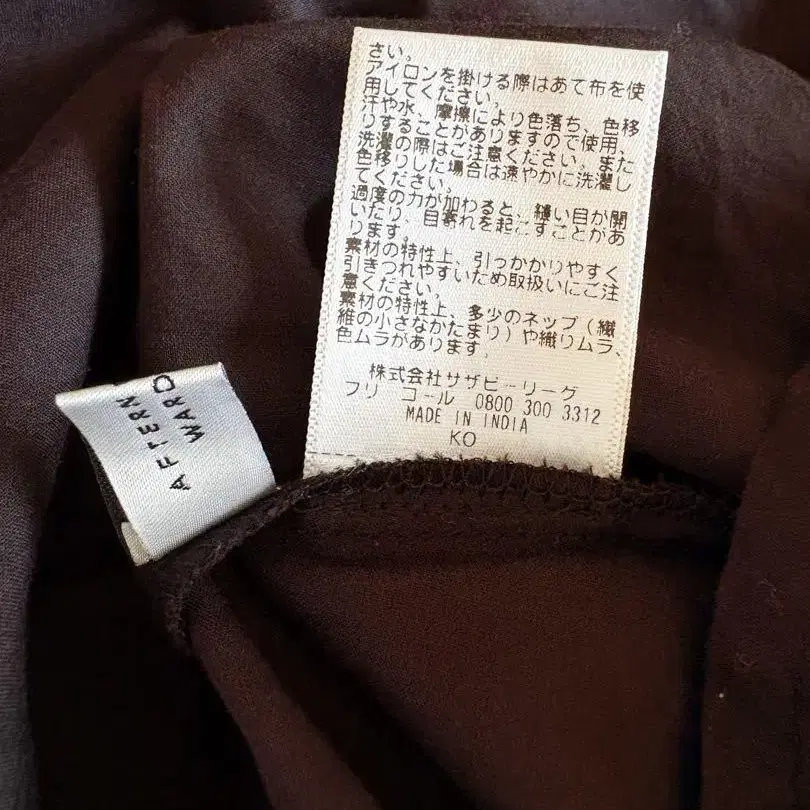 さい。
アイロンを掛ける際はあて布を使
用してください。
汗や水、摩擦により色落ち、色移
りすることがありますので使用、
洗濯の際はご注意ください。また
色移りした場合は速やかに洗濯し
てください。
過度の力が加わると、縫い目が開
いたり、目寄れを起こすことがあ
ります。
素材の特性上、引っかかりやすく
引きつれやすいため取扱いにご注
意ください。
素材の特性上、多少のネップ（繊
維の小さなかたまり）や織りムラ、
色ムラがあります。
株式会社サザビーリーグ
フリーコール 0800 300 3312
MADE IN INDIA
KO
AFTERN
WARD